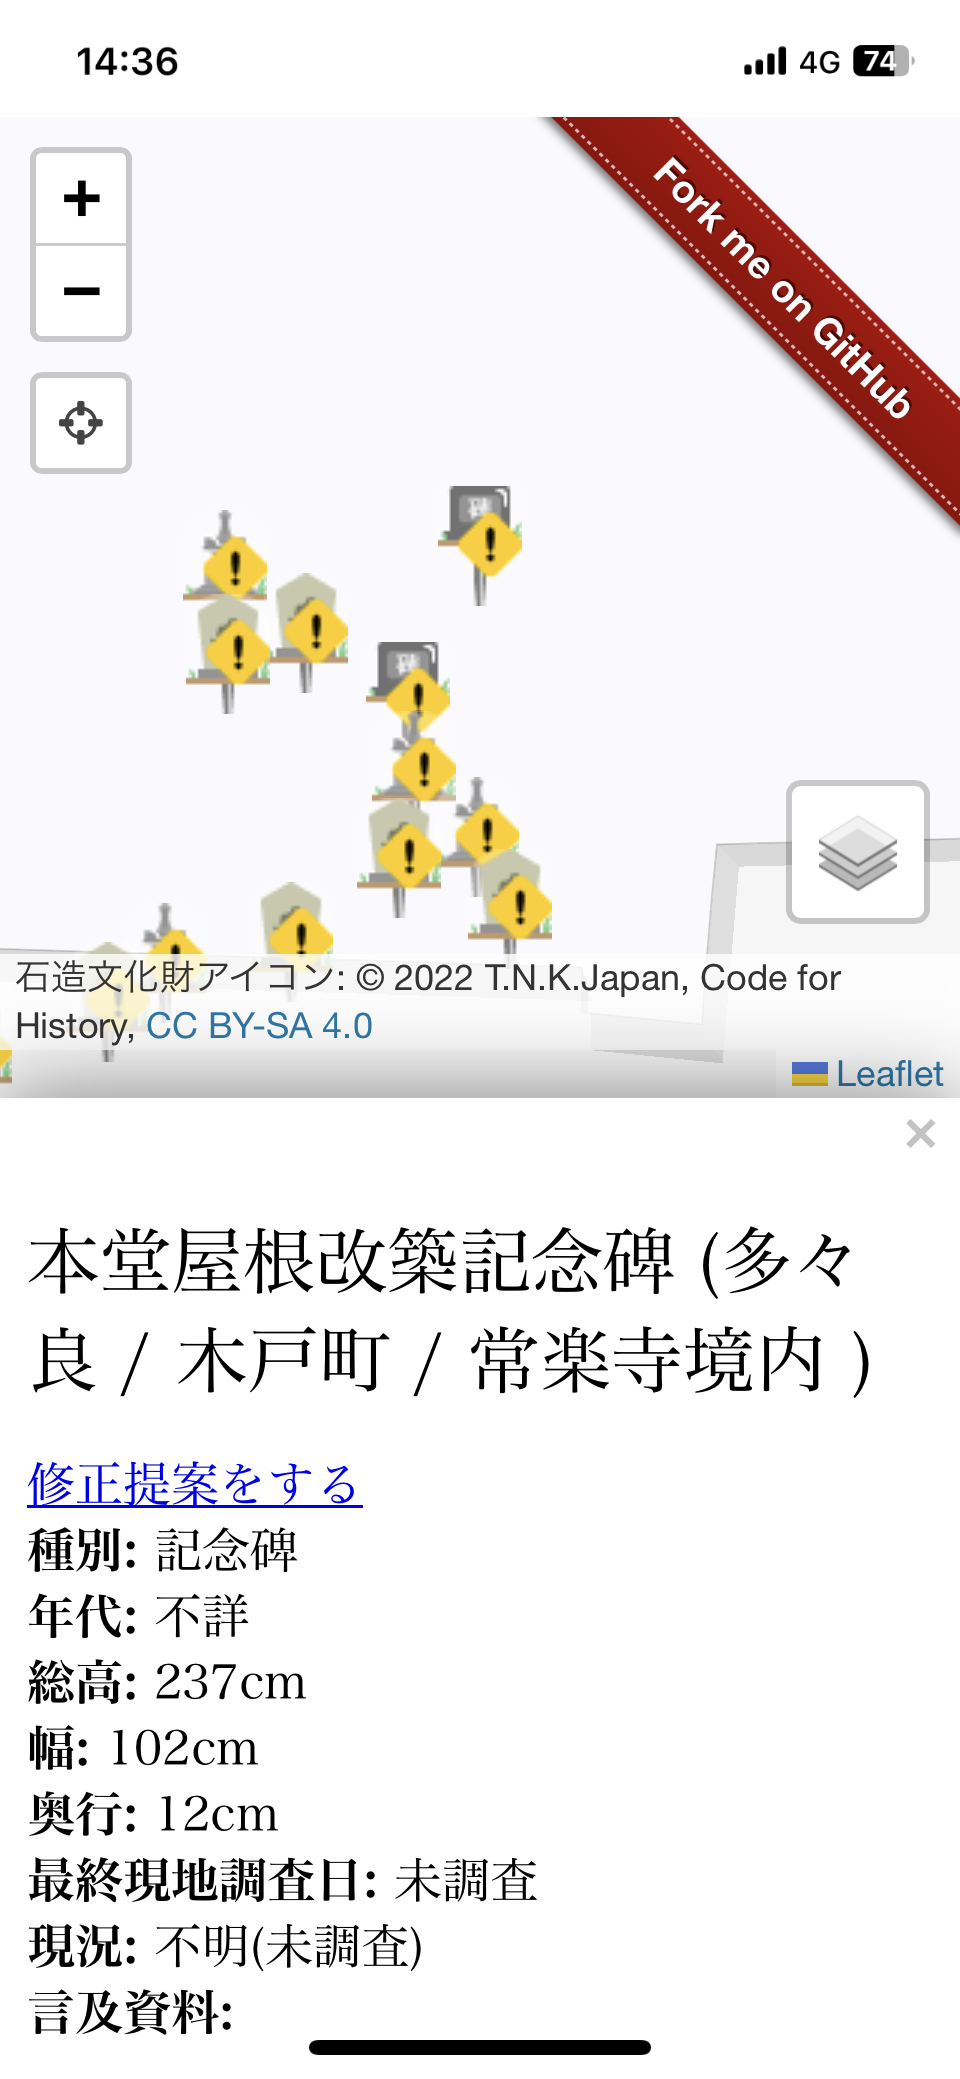 14:36
4G 74
+
Fork me on GitHub
−
碑
碑
石造文化財アイコン: © 2022 T.N.K.Japan, Code for
History, CC BY-SA 4.0
Leaflet
×
本堂屋根改築記念碑 (多々
良 / 木戸町 / 常楽寺境内 )
修正提案をする
種別: 記念碑
年代: 不詳
総高: 237cm
幅: 102cm
奥行: 12cm
最終現地調査日: 未調査
現況: 不明(未調査)
言及資料: